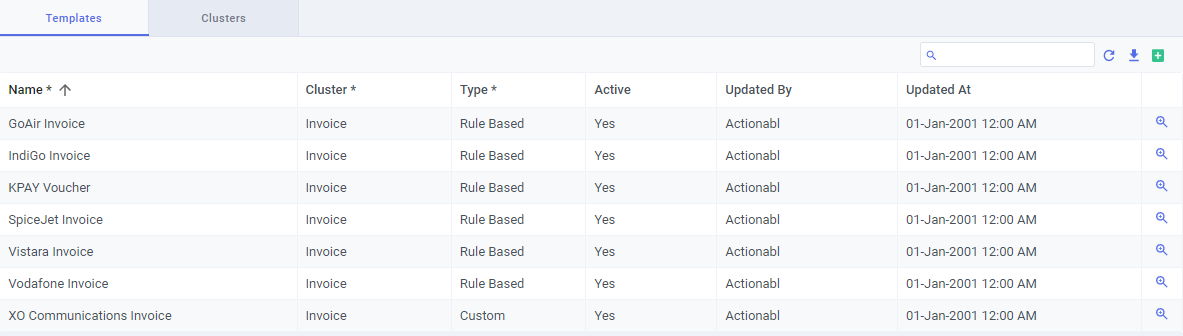 Templates Clusters
Name * Cluster * Type * Active Updated By Updated At
GoAir Invoice Invoice Rule Based Yes Actionabl 01-Jan-2001 12:00 AM
IndiGo Invoice Invoice Rule Based Yes Actionabl 01-Jan-2001 12:00 AM
KPAY Voucher Invoice Rule Based Yes Actionabl 01-Jan-2001 12:00 AM
SpiceJet Invoice Invoice Rule Based Yes Actionabl 01-Jan-2001 12:00 AM
Vistara Invoice Invoice Rule Based Yes Actionabl 01-Jan-2001 12:00 AM
Vodafone Invoice Invoice Rule Based Yes Actionabl 01-Jan-2001 12:00 AM
XO Communications Invoice Invoice Custom Yes Actionabl 01-Jan-2001 12:00 AM